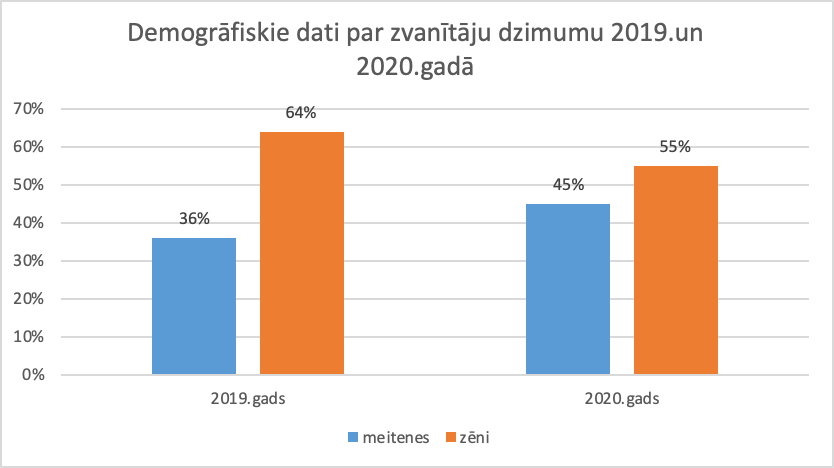 Demogrāfiskie dati par zvanītāju dzimumu 2019.un
2020.gadā
70%
60%
50%
40%
30%
20%
10%
0%
36%
64%
45%
55%
2019.gads
2020.gads
meitenes
zēni